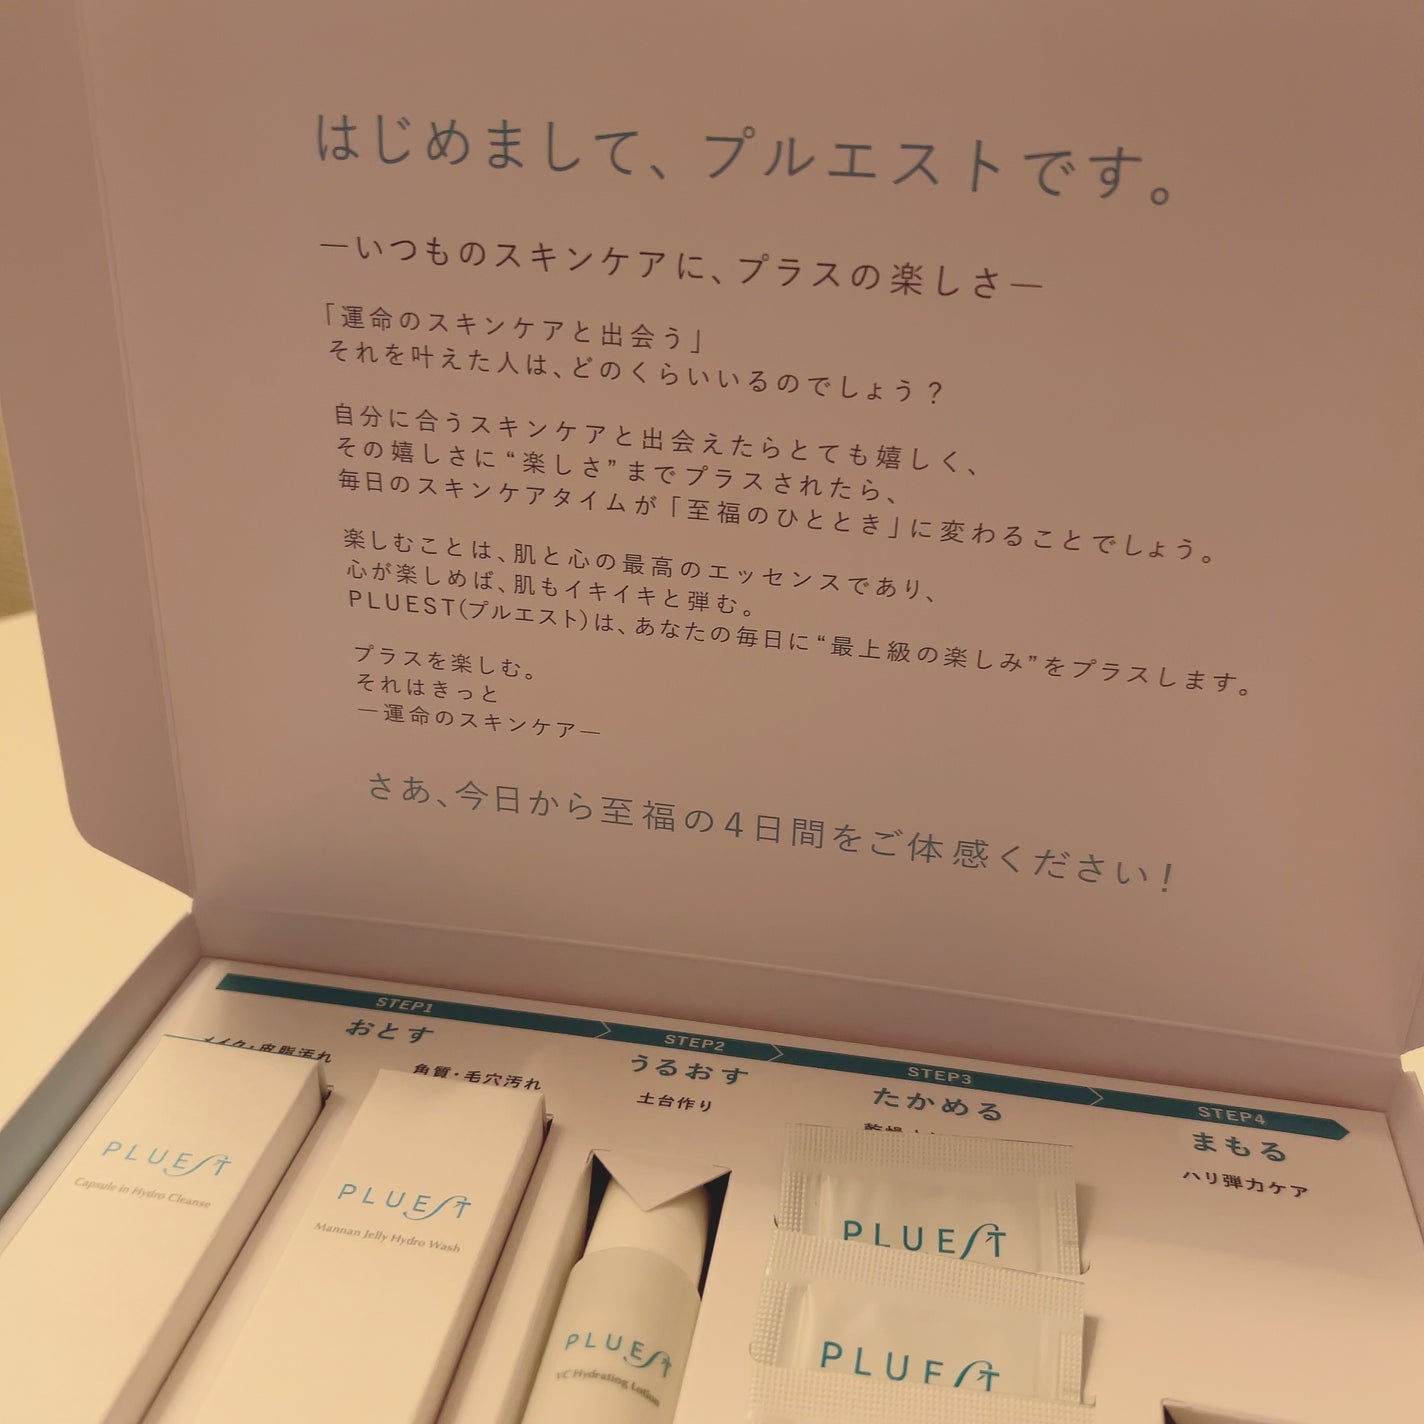 はじめまして、プルエストです。
―いつものスキンケアに、プラスの楽しさ―
「運命のスキンケアと出会う」
それを叶えた人は、どのくらいいるのでしょう？
自分に合うスキンケアと出会えたらとても嬉しく、
その嬉しさに“楽しさ”までプラスされたら、
毎日のスキンケアタイムが「至福のひととき」に変わることでしょう。
楽しむことは、肌と心の最高のエッセンスであり、
心が楽しめば、肌もイキイキと弾む。
PLUEST(プルエスト)は、あなたの毎日に“最上級の楽しみ”をプラスします。
プラスを楽しむ。
それはきっと
―運命のスキンケア―
さあ、今日から至福の4日間をご体感ください！
STEP1
おとす
メイク・皮脂汚れ
角質・毛穴汚れ
STEP2
うるおす
土台作り
STEP3
たかめる
STEP4
まもる
ハリ弾力ケア
PLUEST
Capsule in Hydro Cleanse
PLUEST
Mannan Jelly Hydro Wash
PLUEST
VC Hydrating Lotion
PLUEST
PLUEST